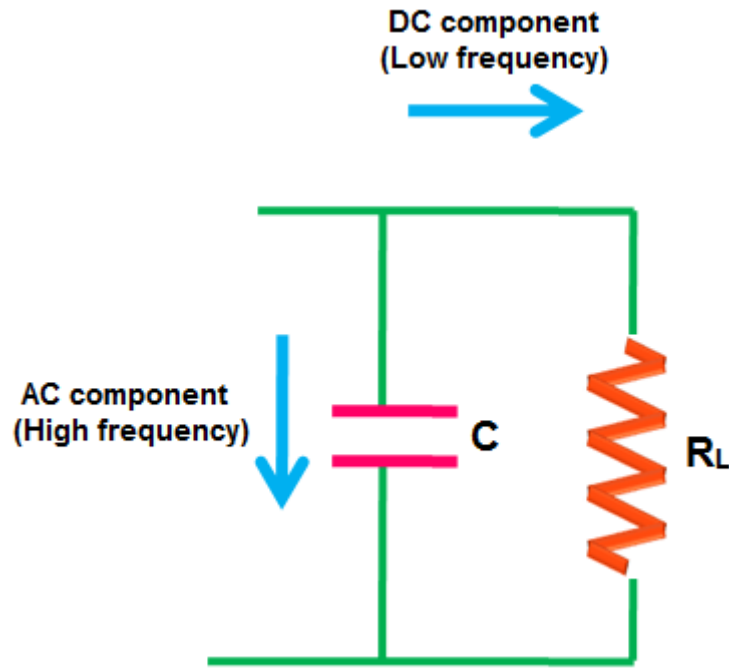 DC component
(Low frequency)
AC component
(High frequency)
C
RL